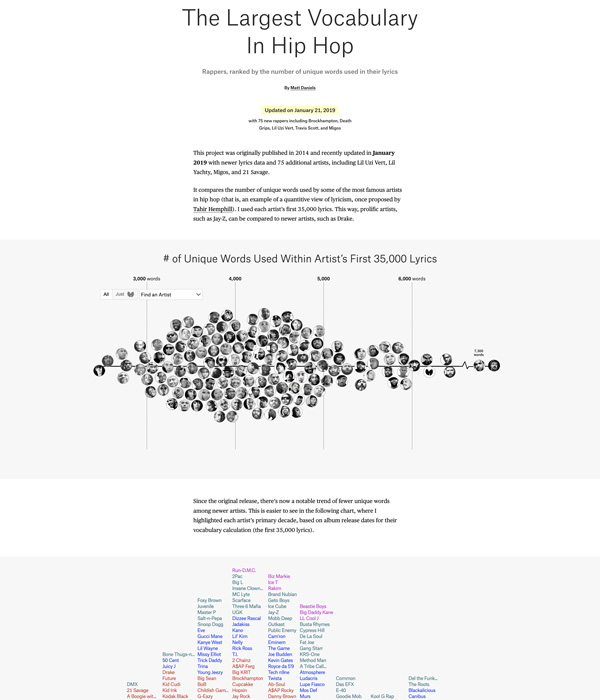 The Largest Vocabulary
In Hip Hop
Rappers, ranked by the number of unique words used in their lyrics
By Matt Daniels
Updated on January 21, 2019
with 75 new rappers including Brockhampton, Death
Grips, Lil Uzi Vert, Travis Scott, and Migos
This project was originally published in 2014 and recently updated in January
2019 with newer lyrics data and 75 additional artists, including Lil Uzi Vert, Lil
Yachty, Migos, and 21 Savage.
It compares the number of unique words used by some of the most famous artists
in hip hop (that is, an example of a quantitive view of lyricism, once proposed by
Tahir Hemphill). I used each artist's first 35,000 lyrics. This way, prolific artists,
such as Jay-Z, can be compared to newer artists, such as Drake.
# of Unique Words Used Within Artist's First 35,000 Lyrics
3,000 words 4,000 5,000 6,000 words
All Just Find an Artist
7,300
words
Since the original release, there's now a notable trend of fewer unique words
among newer artists. This is easier to see in the following chart, where I
highlighted each artist's primary decade, based on album release dates for their
vocabulary calculation (the first 35,000 lyrics).
Run-D.M.C.
2Pac Biz Markie
Big L Ice T
Insane Clown... Rakim
MC Lyte Brand Nubian
Foxy Brown Scarface Geto Boys
Juvenile Three 6 Mafia Ice Cube Beastie Boys
Master P UGK Jay-Z Big Daddy Kane
Salt-n-Pepa Dizzee Rascal Mobb Deep LL Cool J
Snoop Dogg Jadakiss Outkast Busta Rhymes
Eve Kano Public Enemy Cypress Hill
Gucci Mane Lil' Kim Cam'ron De La Soul
Kanye West Nelly Eminem Fat Joe
Lil Wayne Rick Ross The Game Gang Starr
Bone Thugs-n... Missy Elliot T.I. Joe Budden KRS-One
50 Cent Trick Daddy 2 Chainz Kevin Gates Method Man
Juicy J Trina A$AP Ferg Royce da 5'9 A Tribe Call...
Drake Young Jeezy Big KRIT Tech n9ne Atmosphere
Future Big Sean Brockhampton Twista Ludacris Common Del the Funk...
DMX Kid Cudi BoB Cupcakke Ab-Soul Lupe Fiasco Das EFX The Roots
21 Savage Kid Ink Childish Gam... Hopsin A$AP Rocky Mos Def E-40 Blackalicious
A Boogie wit... Kodak Black G-Eazy Jay Rock Danny Brown Murs Goodie Mob Kool G Rap Canibus